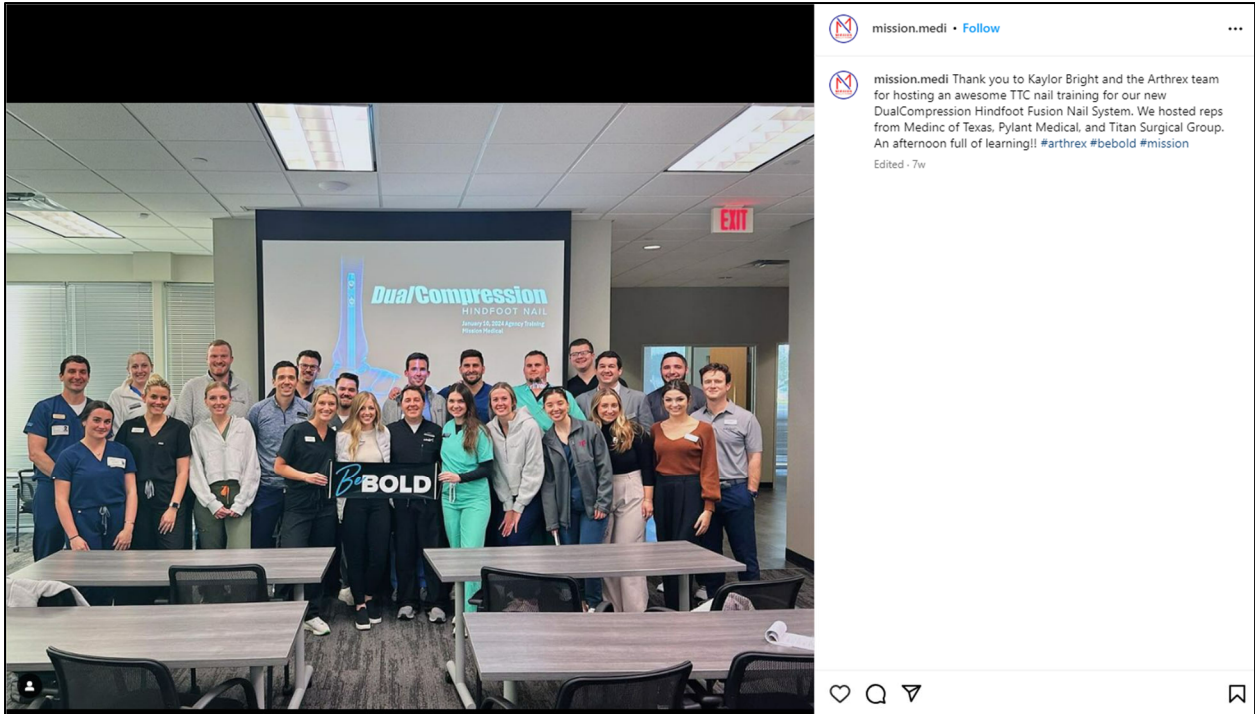 mission.medi • Follow
mission.medi Thank you to Kaylor Bright and the Arthrex team
for hosting an awesome TTC nail training for our new
DualCompression Hindfoot Fusion Nail System. We hosted reps
from Medinc of Texas, Pylant Medical, and Titan Surgical Group.
An afternoon full of learning!! #arthrex #bebold #mission
Edited · 7w
EXIT
DualCompression
HINDFOOT NAIL
January 10, 2024 Agency Training
Mission Medical
BeBOLD